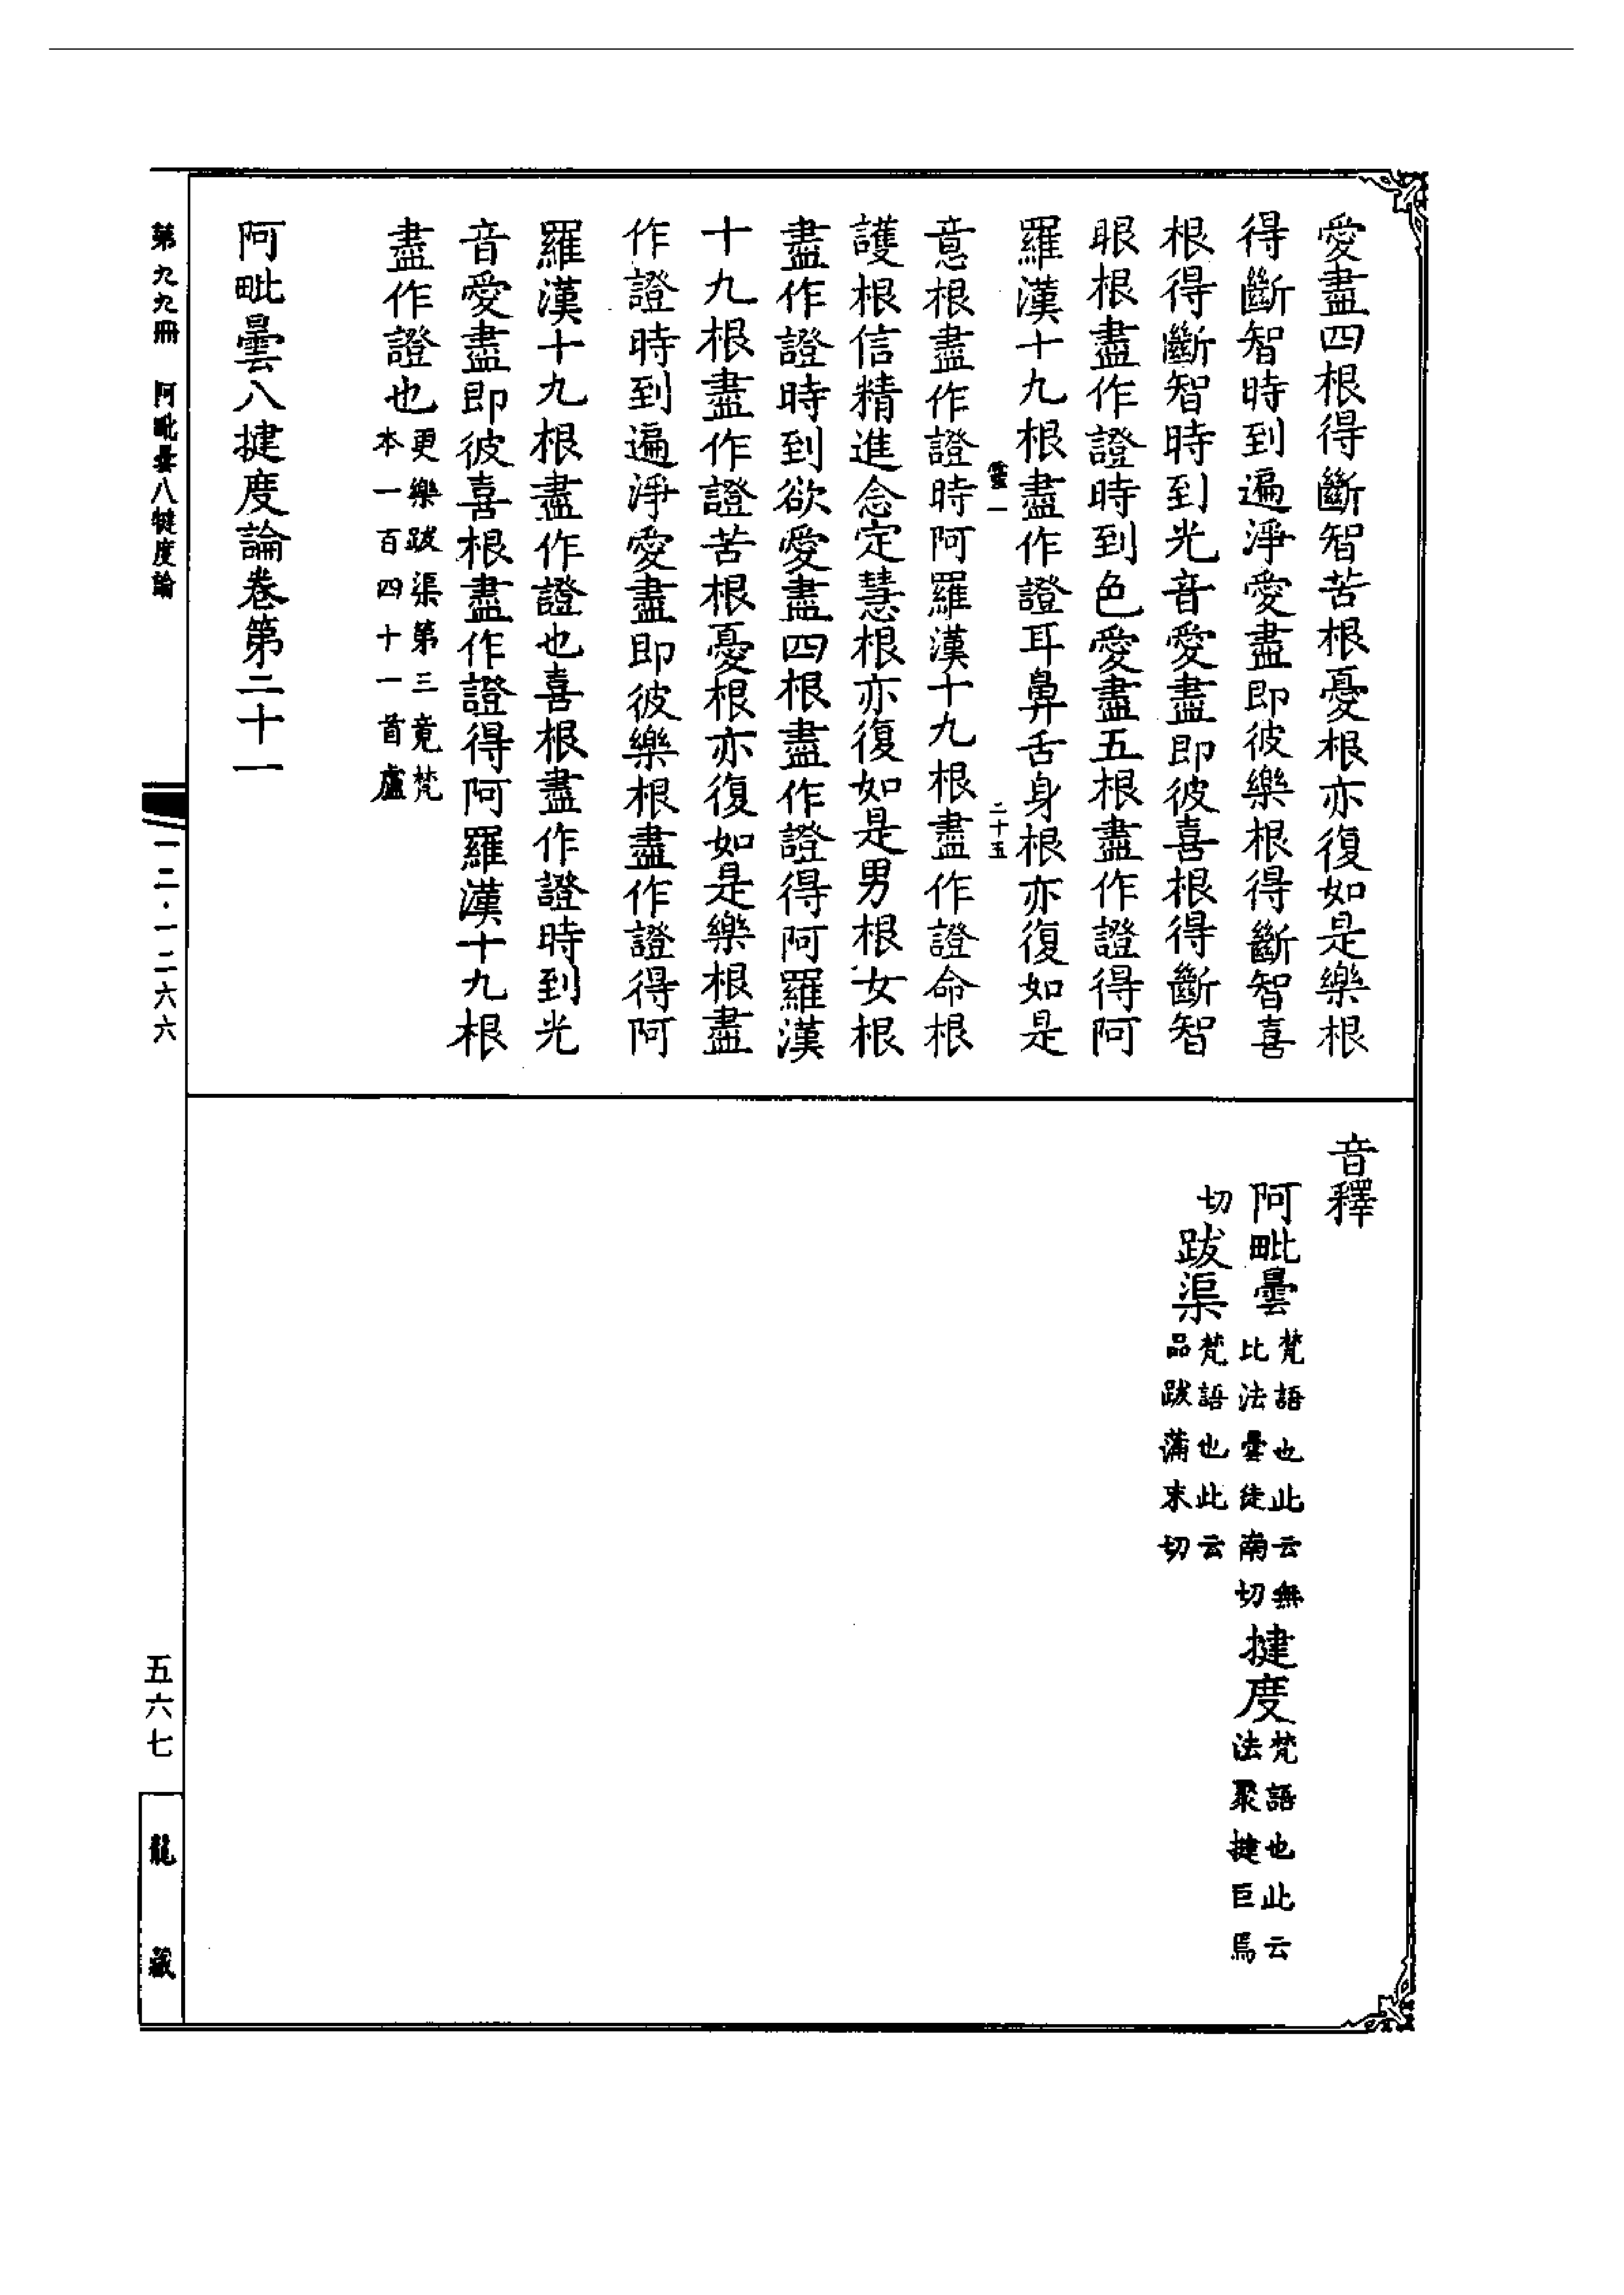 愛盡四根得斷智苦根憂根亦復如是樂根
得斷智時到遍淨愛盡即彼樂根得斷智喜
根得斷智時到光音愛盡即彼喜根得斷智
眼根盡作證時到色愛盡五根盡作證得阿
羅漢十九根盡作證耳鼻舌身根亦復如是
二十五
意根盡作證時阿羅漢十九根盡作證命根
護根信精進念定慧根亦復如是男根女根
盡作證時到欲愛盡四根盡作證得阿羅漢
十九根盡作證苦根憂根亦復如是樂根盡
作證時到遍淨愛盡即彼樂根盡作證得阿
羅漢十九根盡作證也喜根盡作證時到光
音愛盡即彼喜根盡作證得阿羅漢十九根
盡作證也更樂跋渠第三竟梵
本一百四十一首盧
阿毗曇八揵度論卷第二十一
音釋
阿毗曇梵語也此云無
比法曇徒南切
揵度梵語也此云
法聚揵巨焉
切
跋渠梵語也此云
品跋蒲末切
第九九冊 阿毗曇八犍度論
一二·一二六六
五六七
龍藏